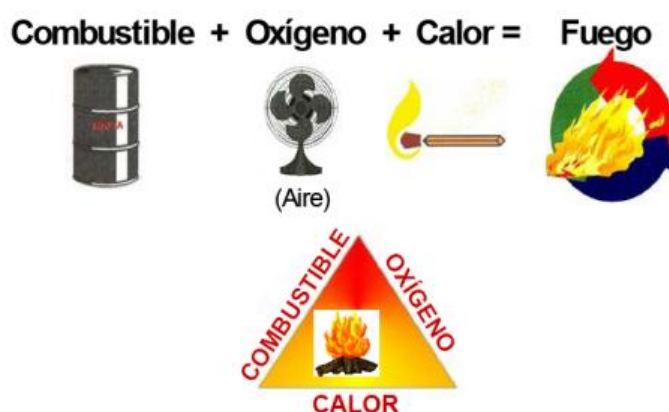 Combustible + Oxígeno + Calor = Fuego
(Aire)
COMBUSTIBLE
OXÍGENO
CALOR